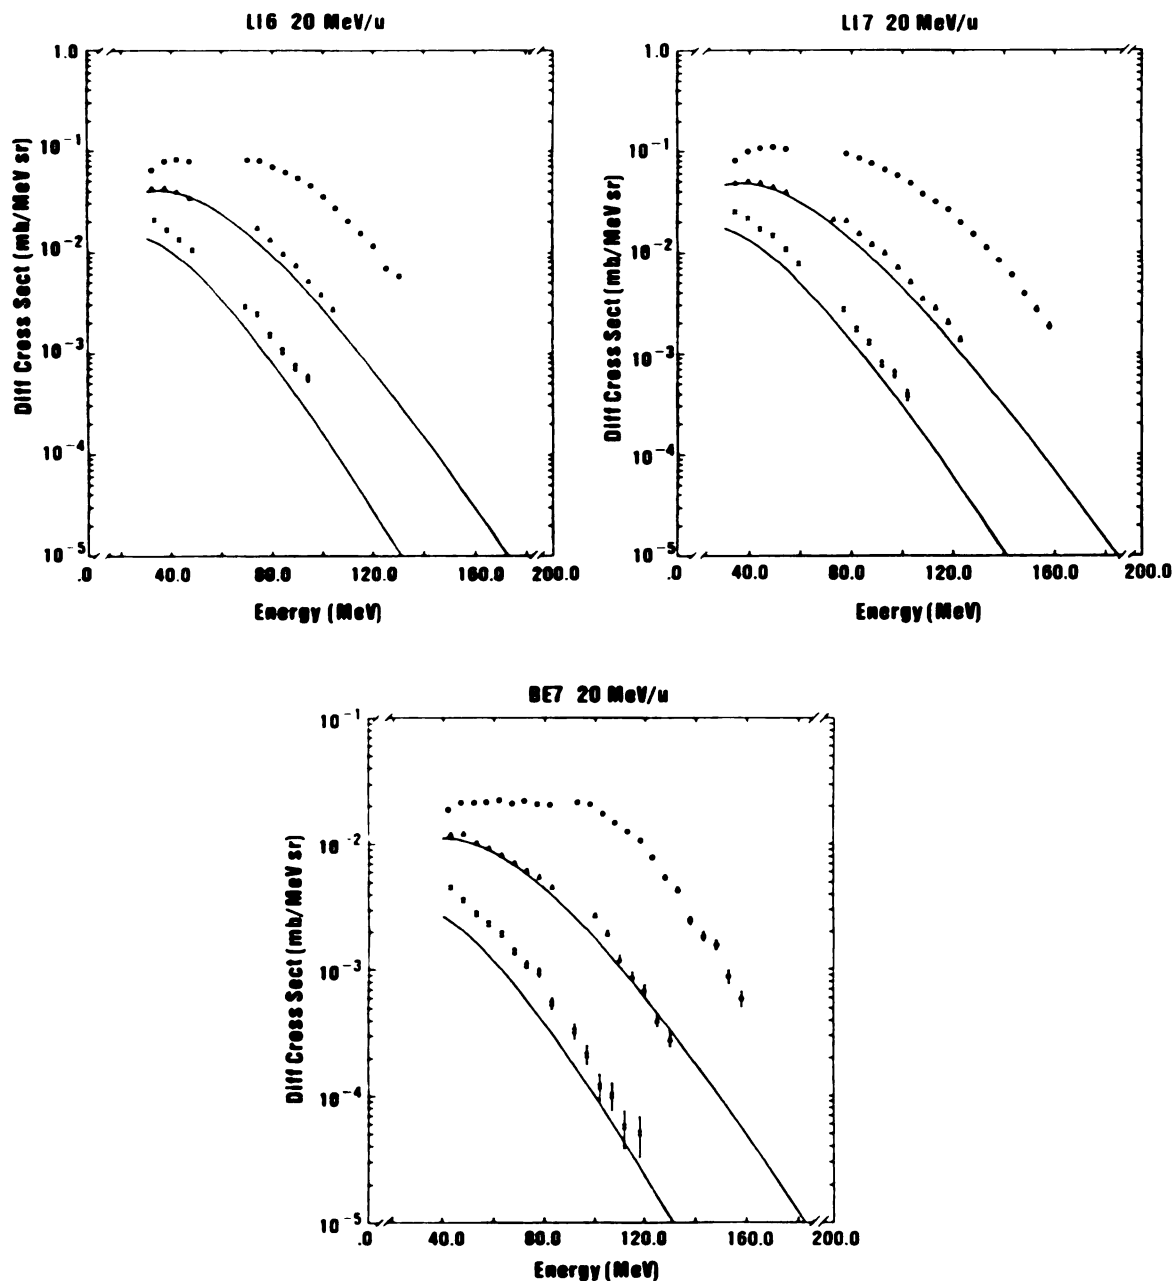 LI6 20 MeV/u
1.0
10-1
10-2
10-3
10-4
10-5
Diff Cross Sect (mb/MeV sr)
.0 40.0 80.0 120.0 160.0 200.0
Energy (MeV)
LI7 20 MeV/u
1.0
10-1
10-2
10-3
10-4
10-5
Diff Cross Sect (mb/MeV sr)
.0 40.0 80.0 120.0 160.0 200.0
Energy (MeV)
BE7 20 MeV/u
10-1
10-2
10-3
10-4
10-5
Diff Cross Sect (mb/MeV sr)
.0 40.0 80.0 120.0 160.0 200.0
Energy (MeV)